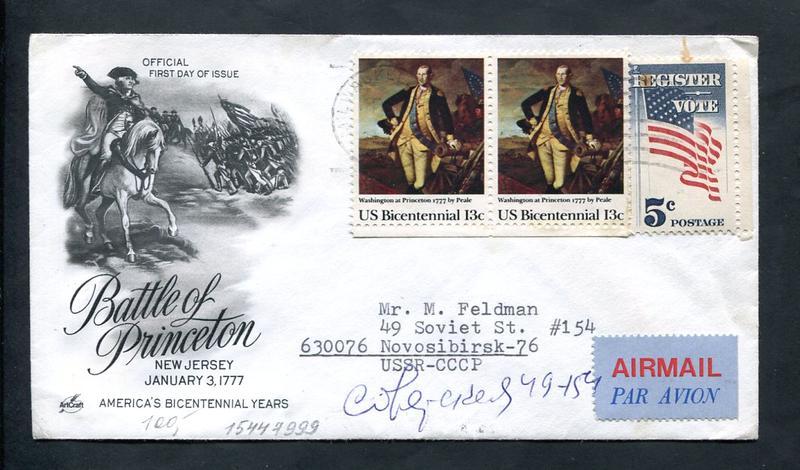 OFFICIAL
FIRST DAY OF ISSUE
Washington at Princeton 1777 by Peale
US Bicentennial 13c
Washington at Princeton 1777 by Peale
US Bicentennial 13c
REGISTER
VOTE
5c POSTAGE
Battle of
Princeton
NEW JERSEY
JANUARY 3, 1777
ArtCraft
AMERICA'S BICENTENNIAL YEARS
Mr. M. Feldman
49 Soviet St. #154
630076 Novosibirsk-76
USSR-CCCP
AIRMAIL
PAR AVION
Советская 49-154
100,-
15447999